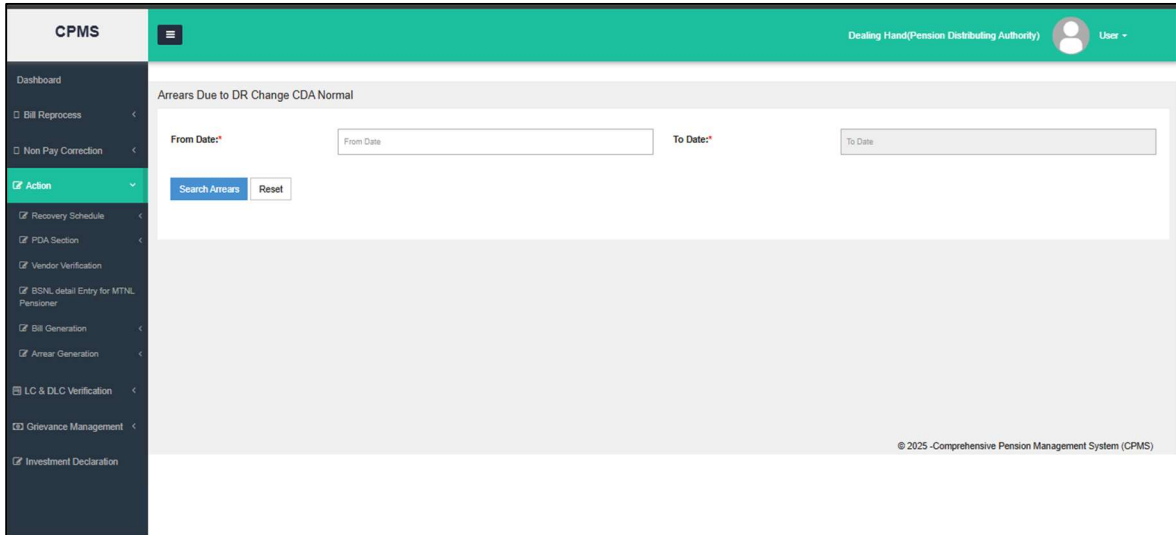 CPMS
Dealing Hand(Pension Distributing Authority)
User
Dashboard
Bill Reprocess
Non Pay Correction
Action
Recovery Schedule
PDA Section
Vendor Verification
BSNL detail Entry for MTNL
Pensioner
Bill Generation
Arrear Generation
LC & DLC Verification
Grievance Management
Investment Declaration
Arrears Due to DR Change CDA Normal
From Date:* From Date To Date:* To Date
Search Arrears Reset
© 2025 -Comprehensive Pension Management System (CPMS)